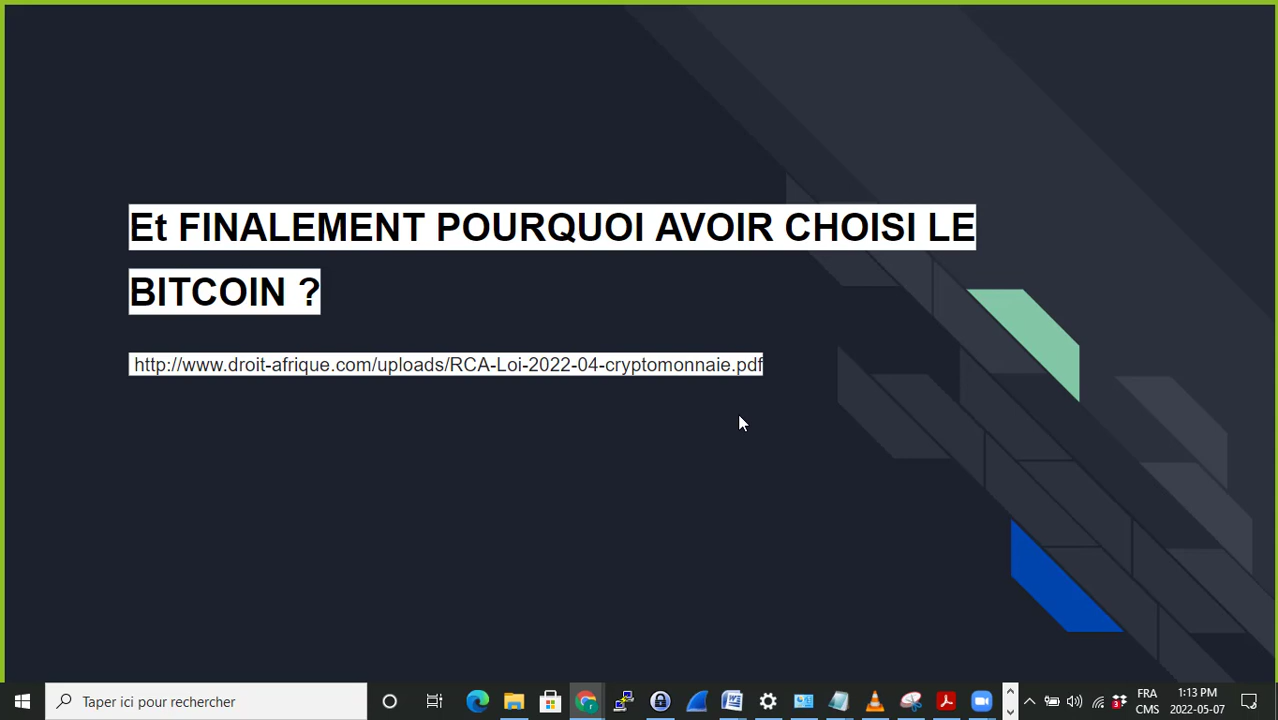 Et FINALEMENT POURQUOI AVOIR CHOISI LE
BITCOIN ?
http://www.droit-afrique.com/uploads/RCA-Loi-2022-04-cryptomonnaie.pdf
Taper ici pour rechercher
FRA
CMS
1:13 PM
2022-05-07